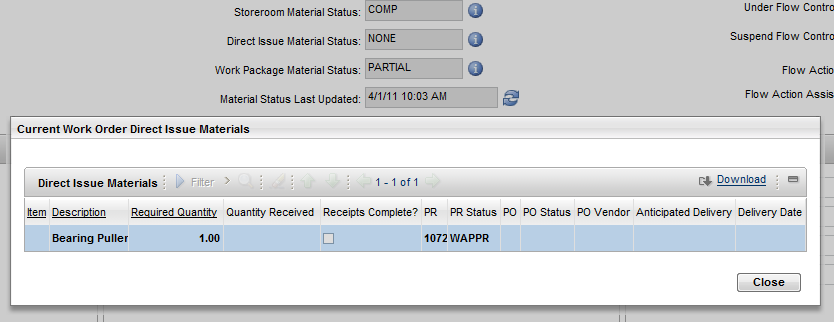 Storeroom Material Status: COMP
Under Flow Contro
Direct Issue Material Status: NONE
Suspend Flow Contro
Work Package Material Status: PARTIAL
Flow Actio
Material Status Last Updated: 4/1/11 10:03 AM
Flow Action Assis
Current Work Order Direct Issue Materials
Direct Issue Materials Filter 1 - 1 of 1 Download
Item Description Required Quantity Quantity Received Receipts Complete? PR PR Status PO PO Status PO Vendor Anticipated Delivery Delivery Date
Bearing Puller 1.00 1072 WAPPR
Close